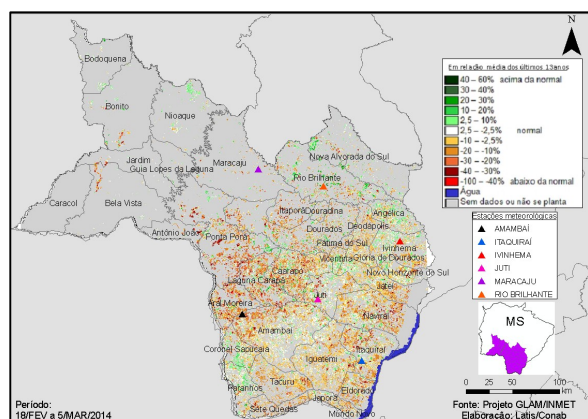 Bodoquena
Bonito
Nioaque
Jardim
Guia Lopes da Laguna
Maracaju
Nova Alvorada do Sul
Rio Brilhante
Caracol
Bela Vista
Antônio João
Ponta Porã
Itaporã
Douradina
Dourados
Deodápolis
Angélica
Fátima do Sul
Ivinhema
Vicentina
Glória de Dourados
Novo Horizonte do Sul
Caarapó
Laguna Carapã
Jateí
Juti
Aral Moreira
Naviraí
Amambai
Coronel Sapucaia
Iguatemi
Itaquiraí
Paranhos
Tacuru
Eldorado
Japorã
Sete Quedas
Mundo Novo
N
Em relação média dos últimos 13anos
40 – 60% acima da normal
30 – 40%
20 – 30%
10 – 20%
2,5 – 10%
2,5 – -2,5% normal
-10 – -2,5%
-20 – -10%
-30 – -20%
-40 – -30%
-100 – -40% abaixo da normal
Água
Sem dados ou não se planta
Estações meteorológicas
AMAMBAÍ
ITAQUIRAÍ
IVINHEMA
JUTI
MARACAJU
RIO BRILHANTE
MS
0 50 100
km
Período:
18/FEV a 5/MAR/2014
Fonte: Projeto GLAM/INMET
Elaboração: Latis/Conab